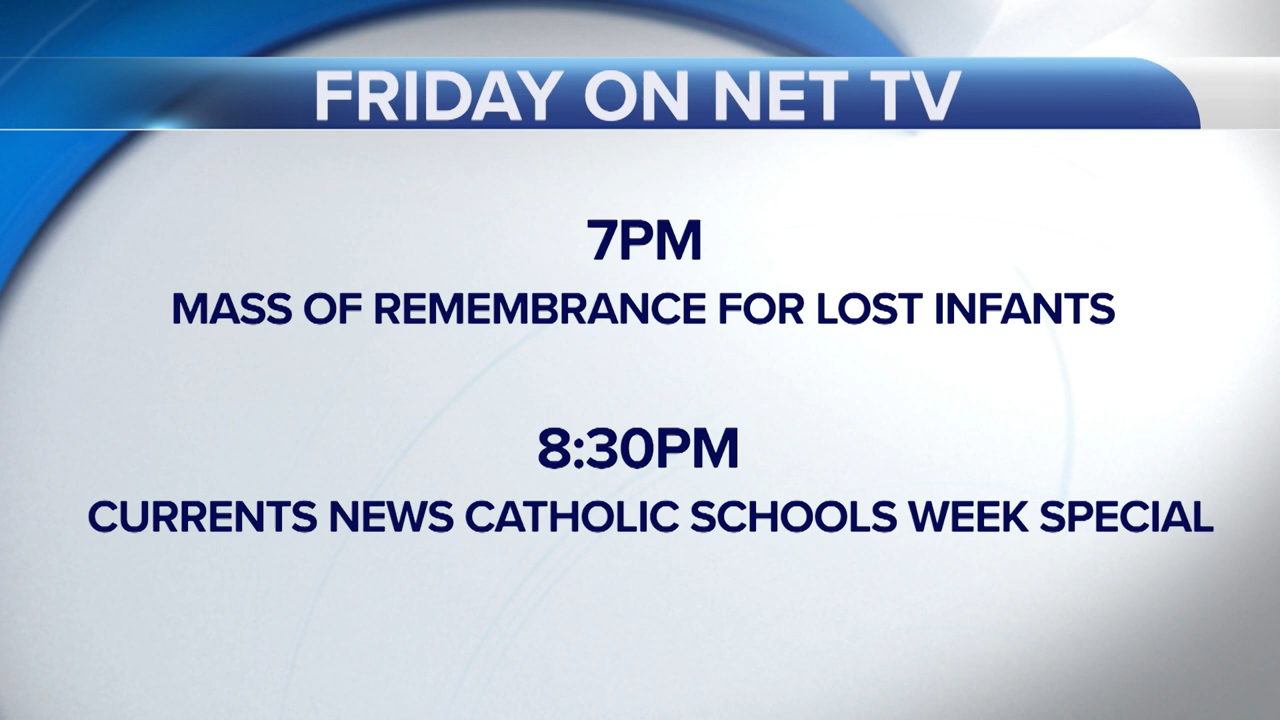 FRIDAY ON NET TV
7PM
MASS OF REMEMBRANCE FOR LOST INFANTS
8:30PM
CURRENTS NEWS CATHOLIC SCHOOLS WEEK SPECIAL